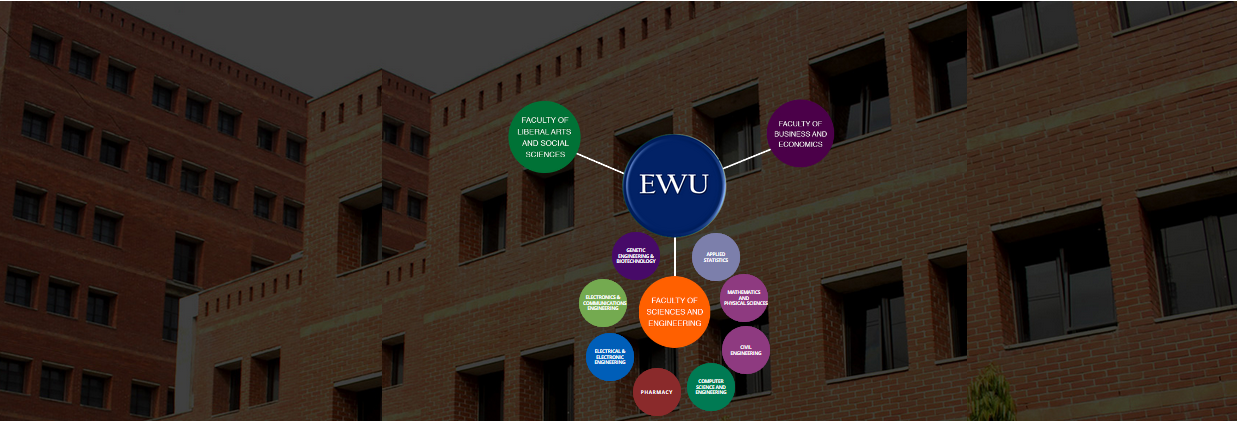 FACULTY OF
LIBERAL ARTS
AND SOCIAL
SCIENCES
FACULTY OF
BUSINESS AND
ECONOMICS
EWU
GENETIC
ENGINEERING &
BIOTECHNOLOGY
APPLIED
STATISTICS
ELECTRONICS &
COMMUNICATIONS
ENGINEERING
FACULTY OF
SCIENCES AND
ENGINEERING
MATHEMATICS
AND
PHYSICAL SCIENCES
ELECTRICAL &
ELECTRONIC
ENGINEERING
CIVIL
ENGINEERING
PHARMACY
COMPUTER
SCIENCE AND
ENGINEERING